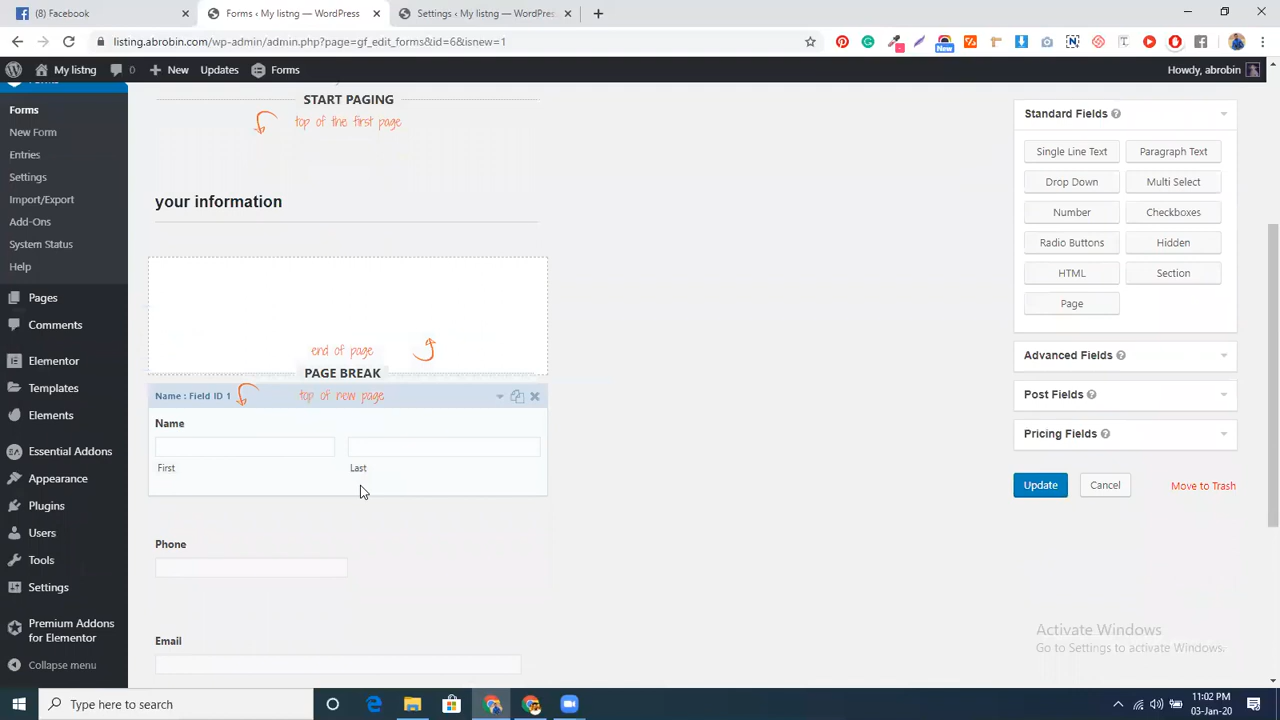 (8) Facebook
Forms ‹ My listng — WordPress
Settings ‹ My listng — WordPres
listing.abrobin.com/wp-admin/admin.php?page=gf_edit_forms&id=6&isnew=1
New
My listng
0
New
Updates
Forms
Howdy, abrobin
Forms
New Form
Entries
Settings
Import/Export
Add-Ons
System Status
Help
Pages
Comments
Elementor
Templates
Elements
Essential Addons
Appearance
Plugins
Users
Tools
Settings
Premium Addons
for Elementor
Collapse menu
START PAGING
top of the first page
your information
end of page
PAGE BREAK
top of new page
Name : Field ID 1
Name
First
Last
Phone
Email
Standard Fields
Single Line Text
Paragraph Text
Drop Down
Multi Select
Number
Checkboxes
Radio Buttons
Hidden
HTML
Section
Page
Advanced Fields
Post Fields
Pricing Fields
Update
Cancel
Move to Trash
Activate Windows
Go to Settings to activate Windows.
Type here to search
11:02 PM
03-Jan-20